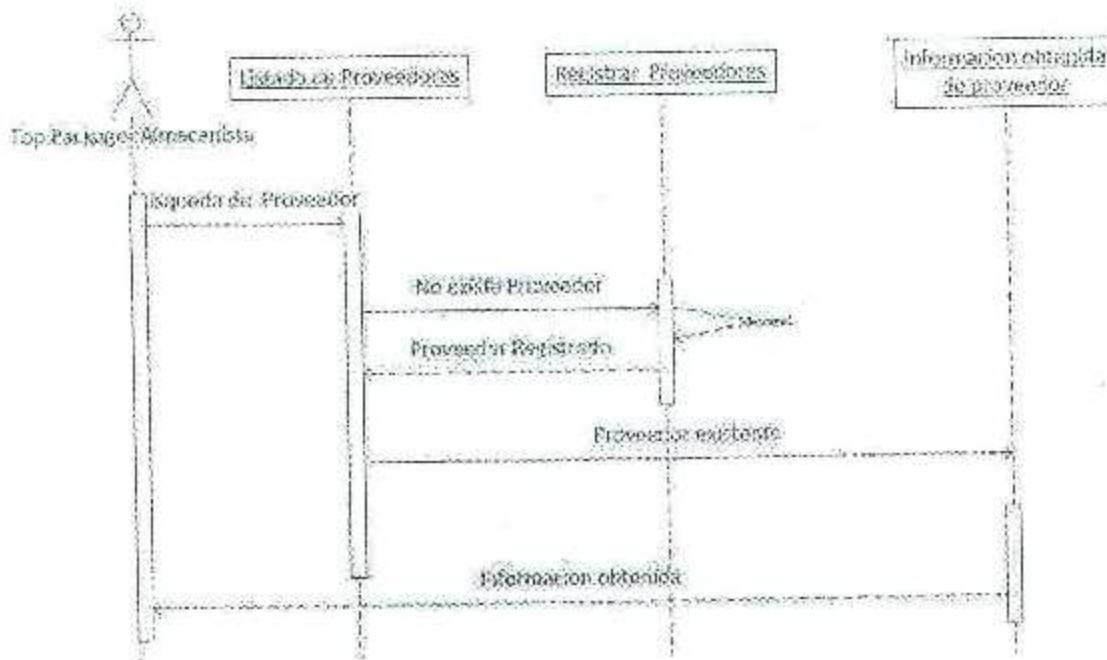 Listado de Proveedores
Registrar Proveedores
Informacion obtenida
de proveedor
Top Package::Almacenista
squeda de Proveedor
No existe Proveedor
Proveedor Registrado
Proveedor existente
Informacion obtenida